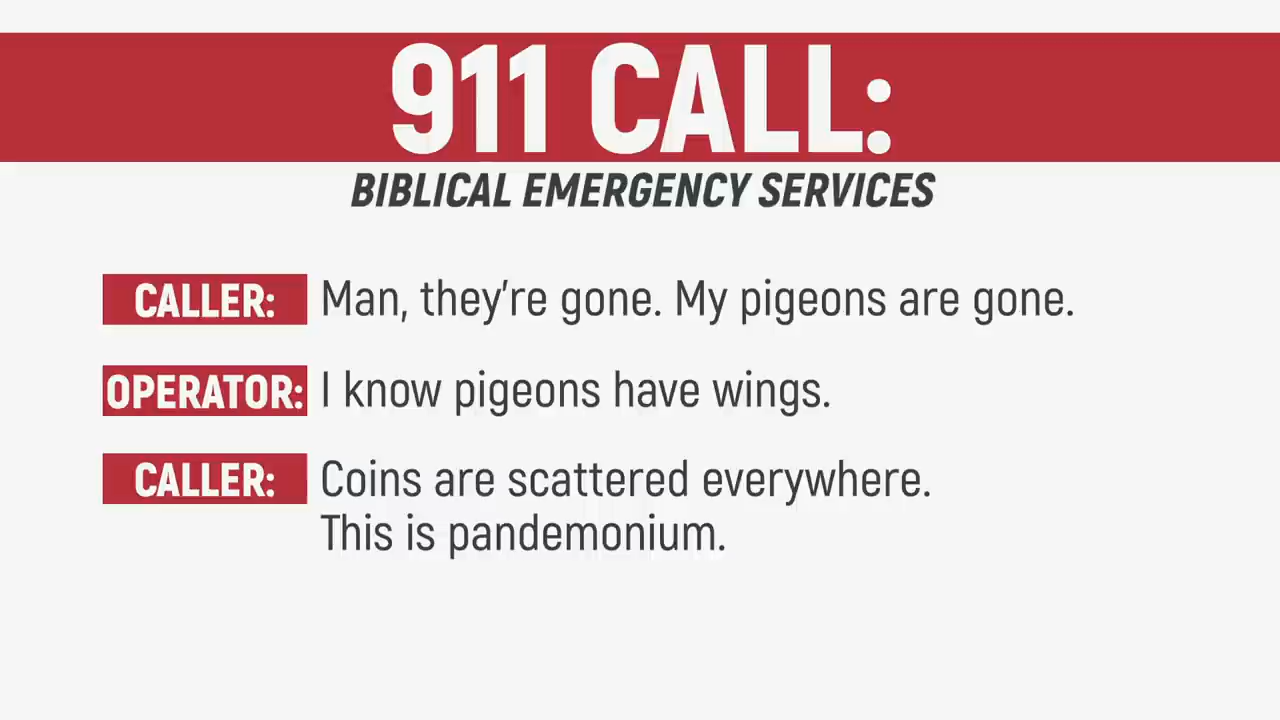 911 CALL:
BIBLICAL EMERGENCY SERVICES
CALLER: Man, they're gone. My pigeons are gone.
OPERATOR: I know pigeons have wings.
CALLER: Coins are scattered everywhere.
This is pandemonium.